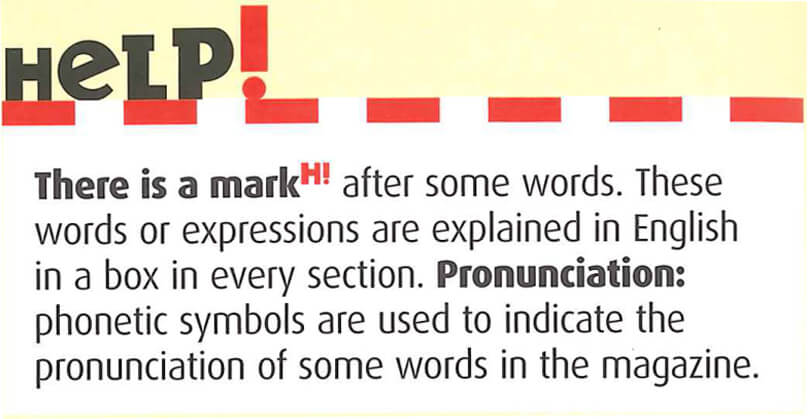 HELP!
There is a mark H! after some words. These
words or expressions are explained in English
in a box in every section. Pronunciation:
phonetic symbols are used to indicate the
pronunciation of some words in the magazine.